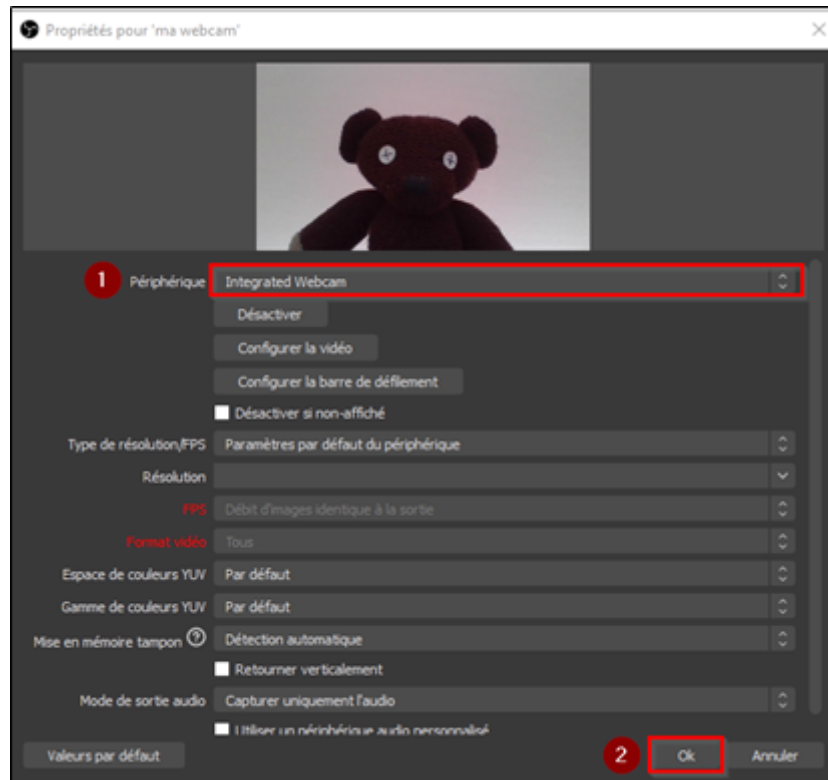 Propriétés pour 'ma webcam'
1 Périphérique Integrated Webcam
Désactiver
Configurer la vidéo
Configurer la barre de défilement
Désactiver si non-affiché
Type de résolution/FPS Paramètres par défaut du périphérique
Résolution
FPS Débit d'images identique à la sortie
Format vidéo Tous
Espace de couleurs YUV Par défaut
Gamme de couleurs YUV Par défaut
Mise en mémoire tampon ? Détection automatique
Retourner verticalement
Mode de sortie audio Capturer uniquement l'audio
Utiliser un périphérique audio personnalisé
Valeurs par défaut 2 Ok Annuler